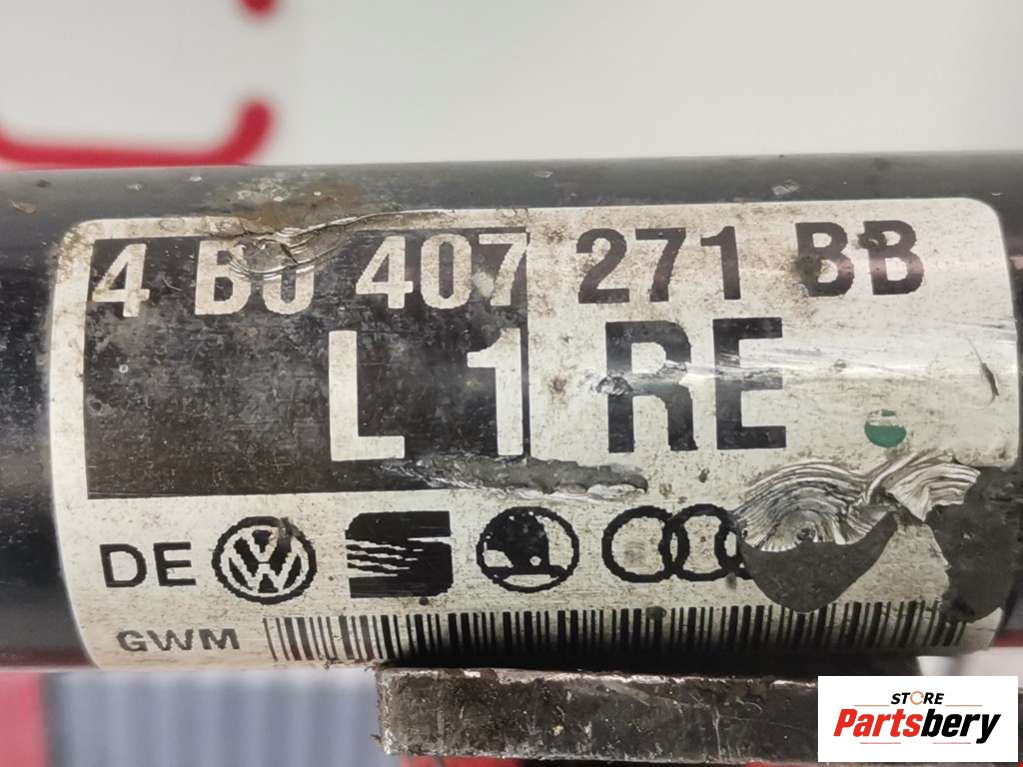 4 B0 407 271 BB
L 1 RE
DE
GWM
STORE
Partsbery